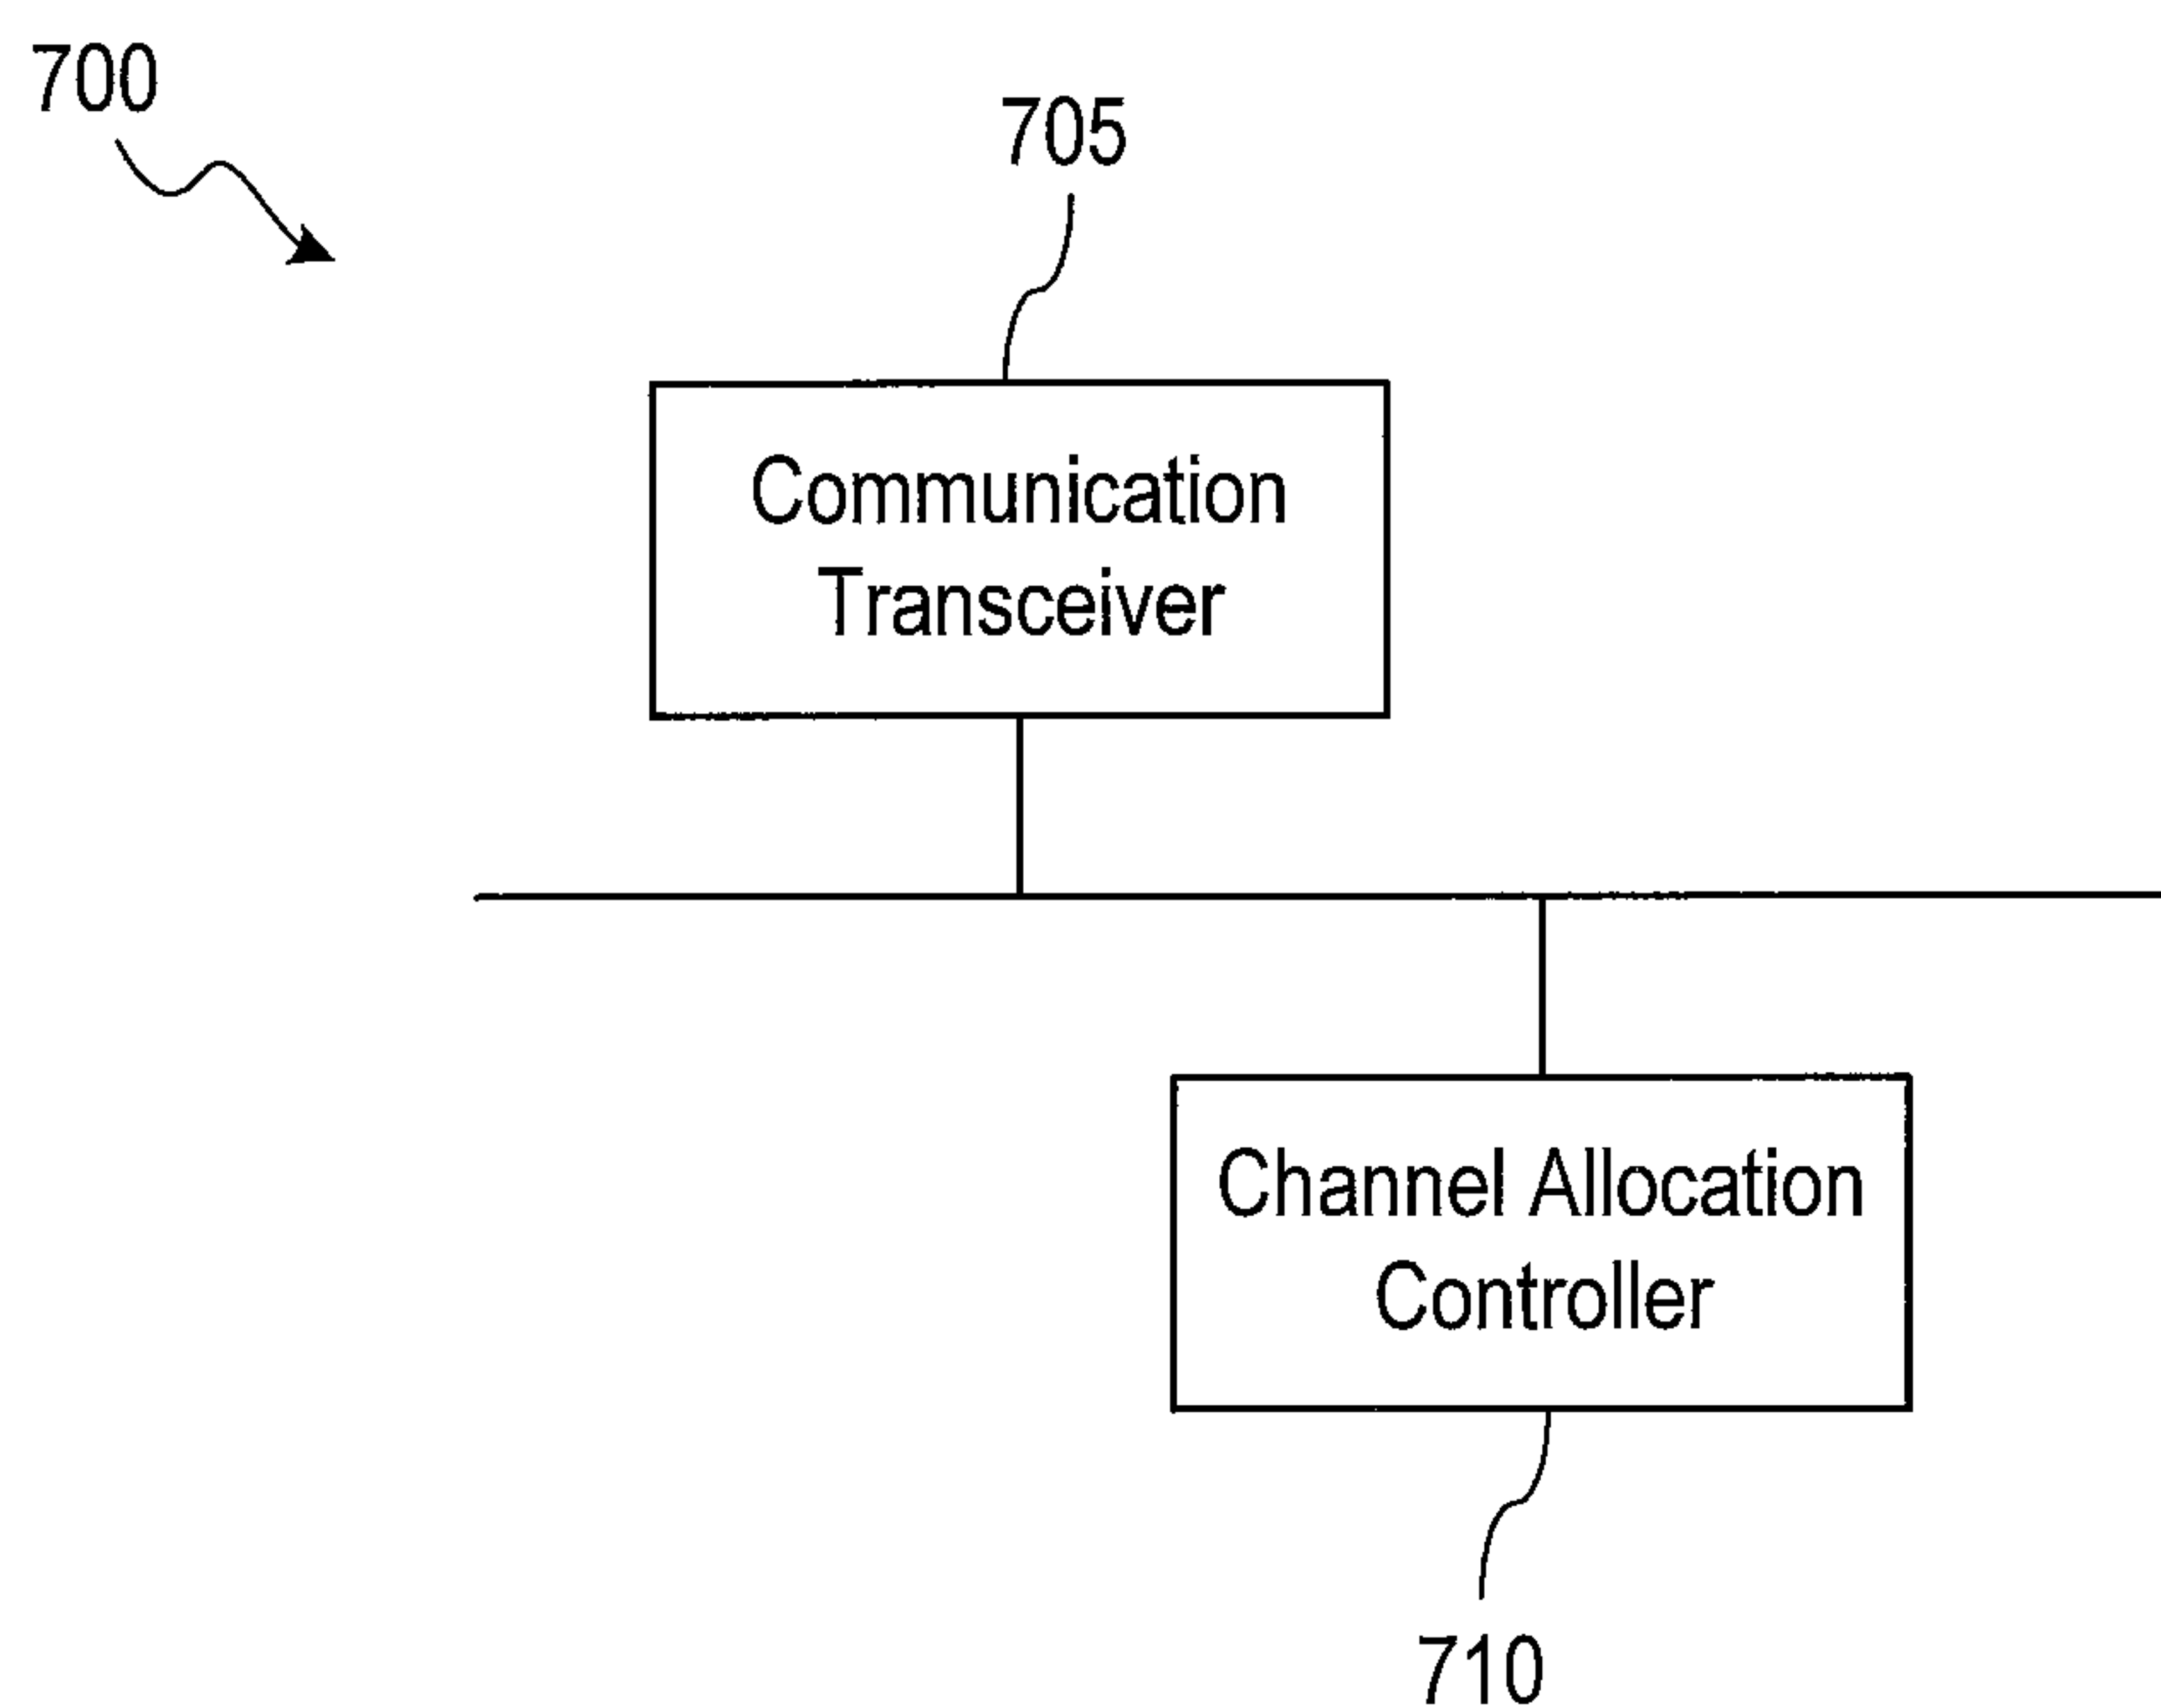 700
705
Communication
Transceiver
Channel Allocation
Controller
710